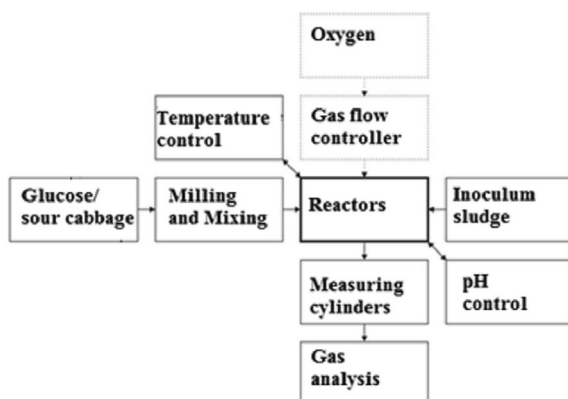 Oxygen
Temperature
control
Gas flow
controller
Glucose/
sour cabbage
Milling
and Mixing
Reactors
Inoculum
sludge
Measuring
cylinders
pH
control
Gas
analysis